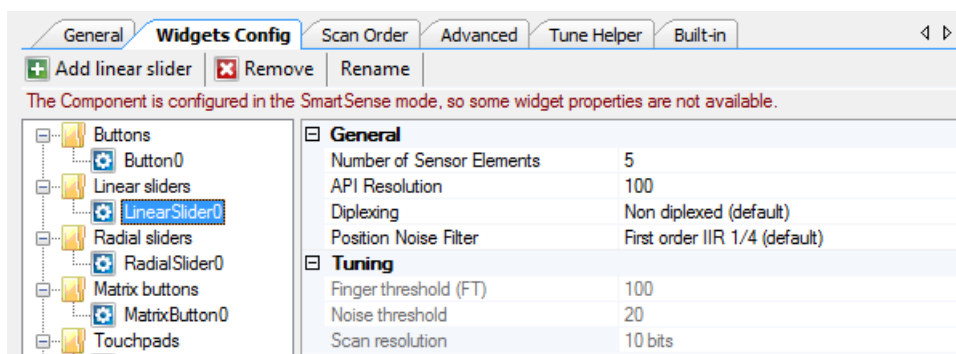 General Widgets Config Scan Order Advanced Tune Helper Built-in
Add linear slider Remove Rename
The Component is configured in the SmartSense mode, so some widget properties are not available.
Buttons
Button0
Linear sliders
LinearSlider0
Radial sliders
RadialSlider0
Matrix buttons
MatrixButton0
Touchpads
General
Number of Sensor Elements 5
API Resolution 100
Diplexing Non diplexed (default)
Position Noise Filter First order IIR 1/4 (default)
Tuning
Finger threshold (FT) 100
Noise threshold 20
Scan resolution 10 bits